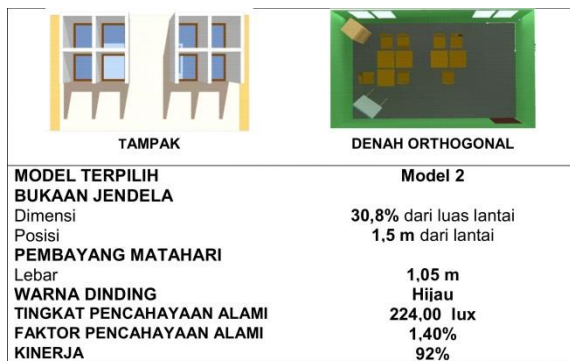 TAMPAK DENAH ORTHOGONAL
MODEL TERPILIH Model 2
BUKAAN JENDELA
Dimensi 30,8% dari luas lantai
Posisi 1,5 m dari lantai
PEMBAYANG MATAHARI
Lebar 1,05 m
WARNA DINDING Hijau
TINGKAT PENCAHAYAAN ALAMI 224,00 lux
FAKTOR PENCAHAYAAN ALAMI 1,40%
KINERJA 92%